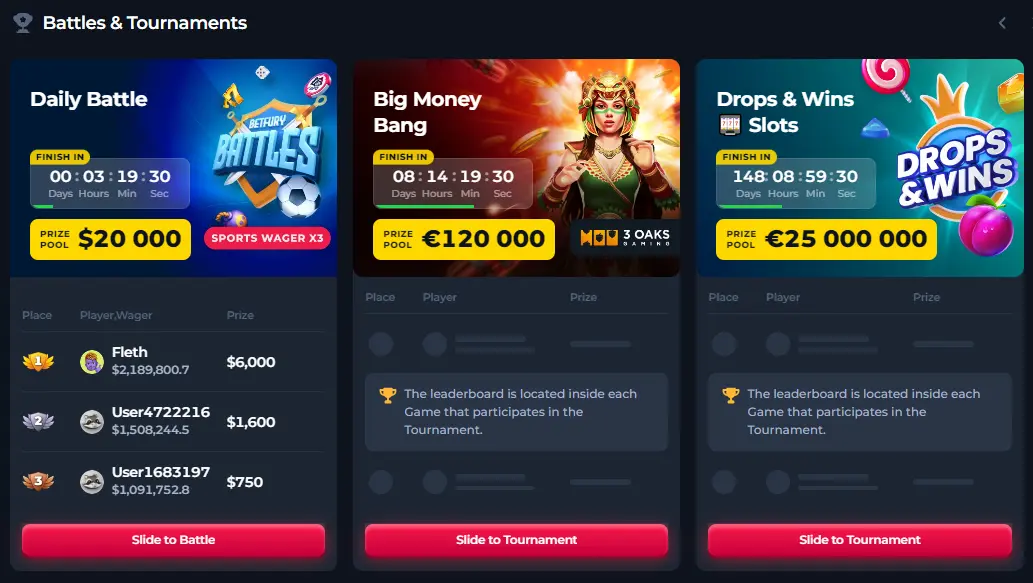 Battles & Tournaments
Daily Battle
BETFURY
BATTLES
FINISH IN
00 : 03 : 19 : 30
Days Hours Min Sec
PRIZE POOL $20 000
SPORTS WAGER X3
Place Player,Wager Prize
1 Fleth $6,000
$2,189,800.7
2 User4722216 $1,600
$1,508,244.5
3 User1683197 $750
$1,091,752.8
Slide to Battle
Big Money
Bang
FINISH IN
08 : 14 : 19 : 30
Days Hours Min Sec
PRIZE POOL €120 000
3 OAKS
GAMING
Place Player Prize
The leaderboard is located inside each
Game that participates in the
Tournament.
Slide to Tournament
Drops & Wins
Slots
DROPS
& WINS
FINISH IN
148 : 08 : 59 : 30
Days Hours Min Sec
PRIZE POOL €25 000 000
Place Player Prize
The leaderboard is located inside each
Game that participates in the
Tournament.
Slide to Tournament